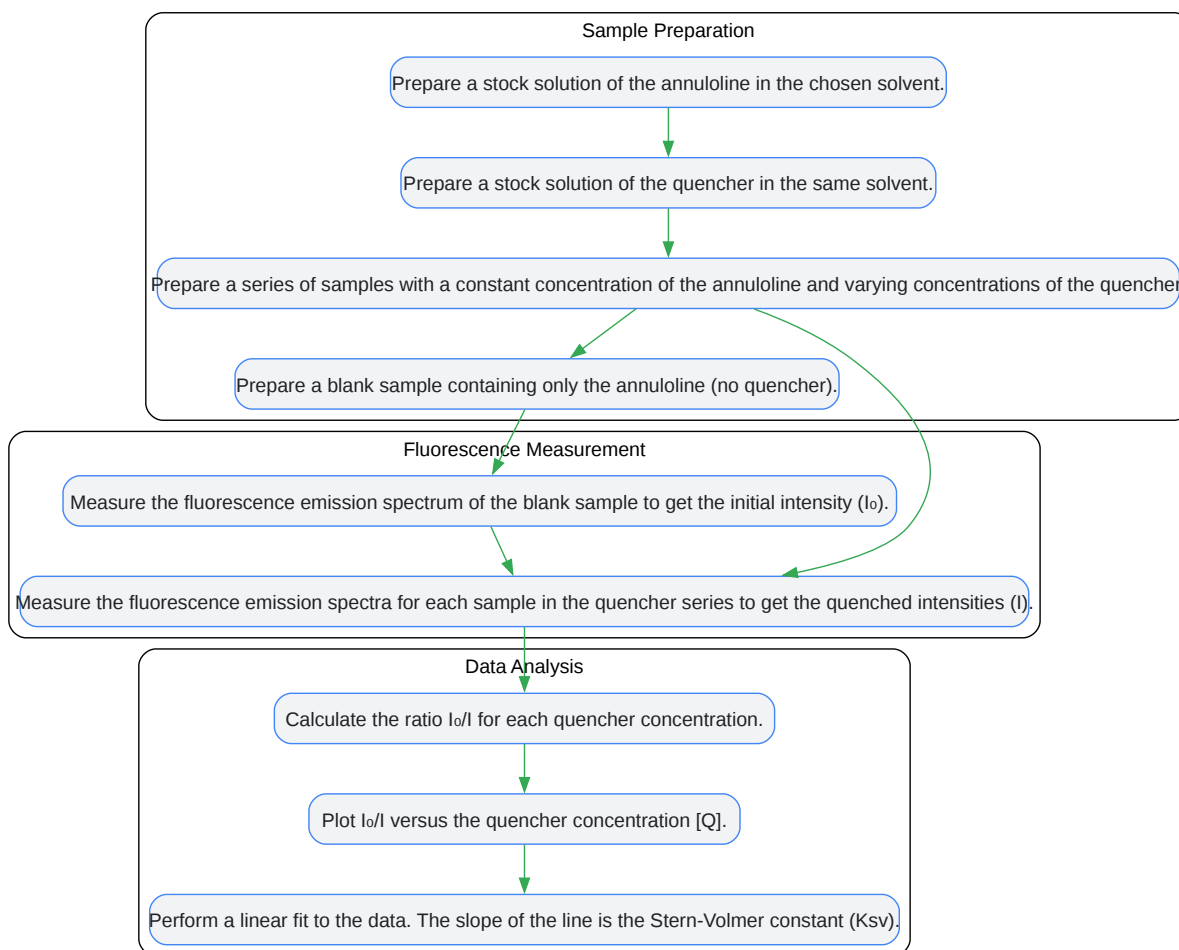 Sample Preparation
Prepare a stock solution of the annuloline in the chosen solvent.
Prepare a stock solution of the quencher in the same solvent.
Prepare a series of samples with a constant concentration of the annuloline and varying concentrations of the quencher.
Prepare a blank sample containing only the annuloline (no quencher).
Fluorescence Measurement
Measure the fluorescence emission spectrum of the blank sample to get the initial intensity (I₀).
Measure the fluorescence emission spectra for each sample in the quencher series to get the quenched intensities (I).
Data Analysis
Calculate the ratio I₀/I for each quencher concentration.
Plot I₀/I versus the quencher concentration [Q].
Perform a linear fit to the data. The slope of the line is the Stern-Volmer constant (Ksv).